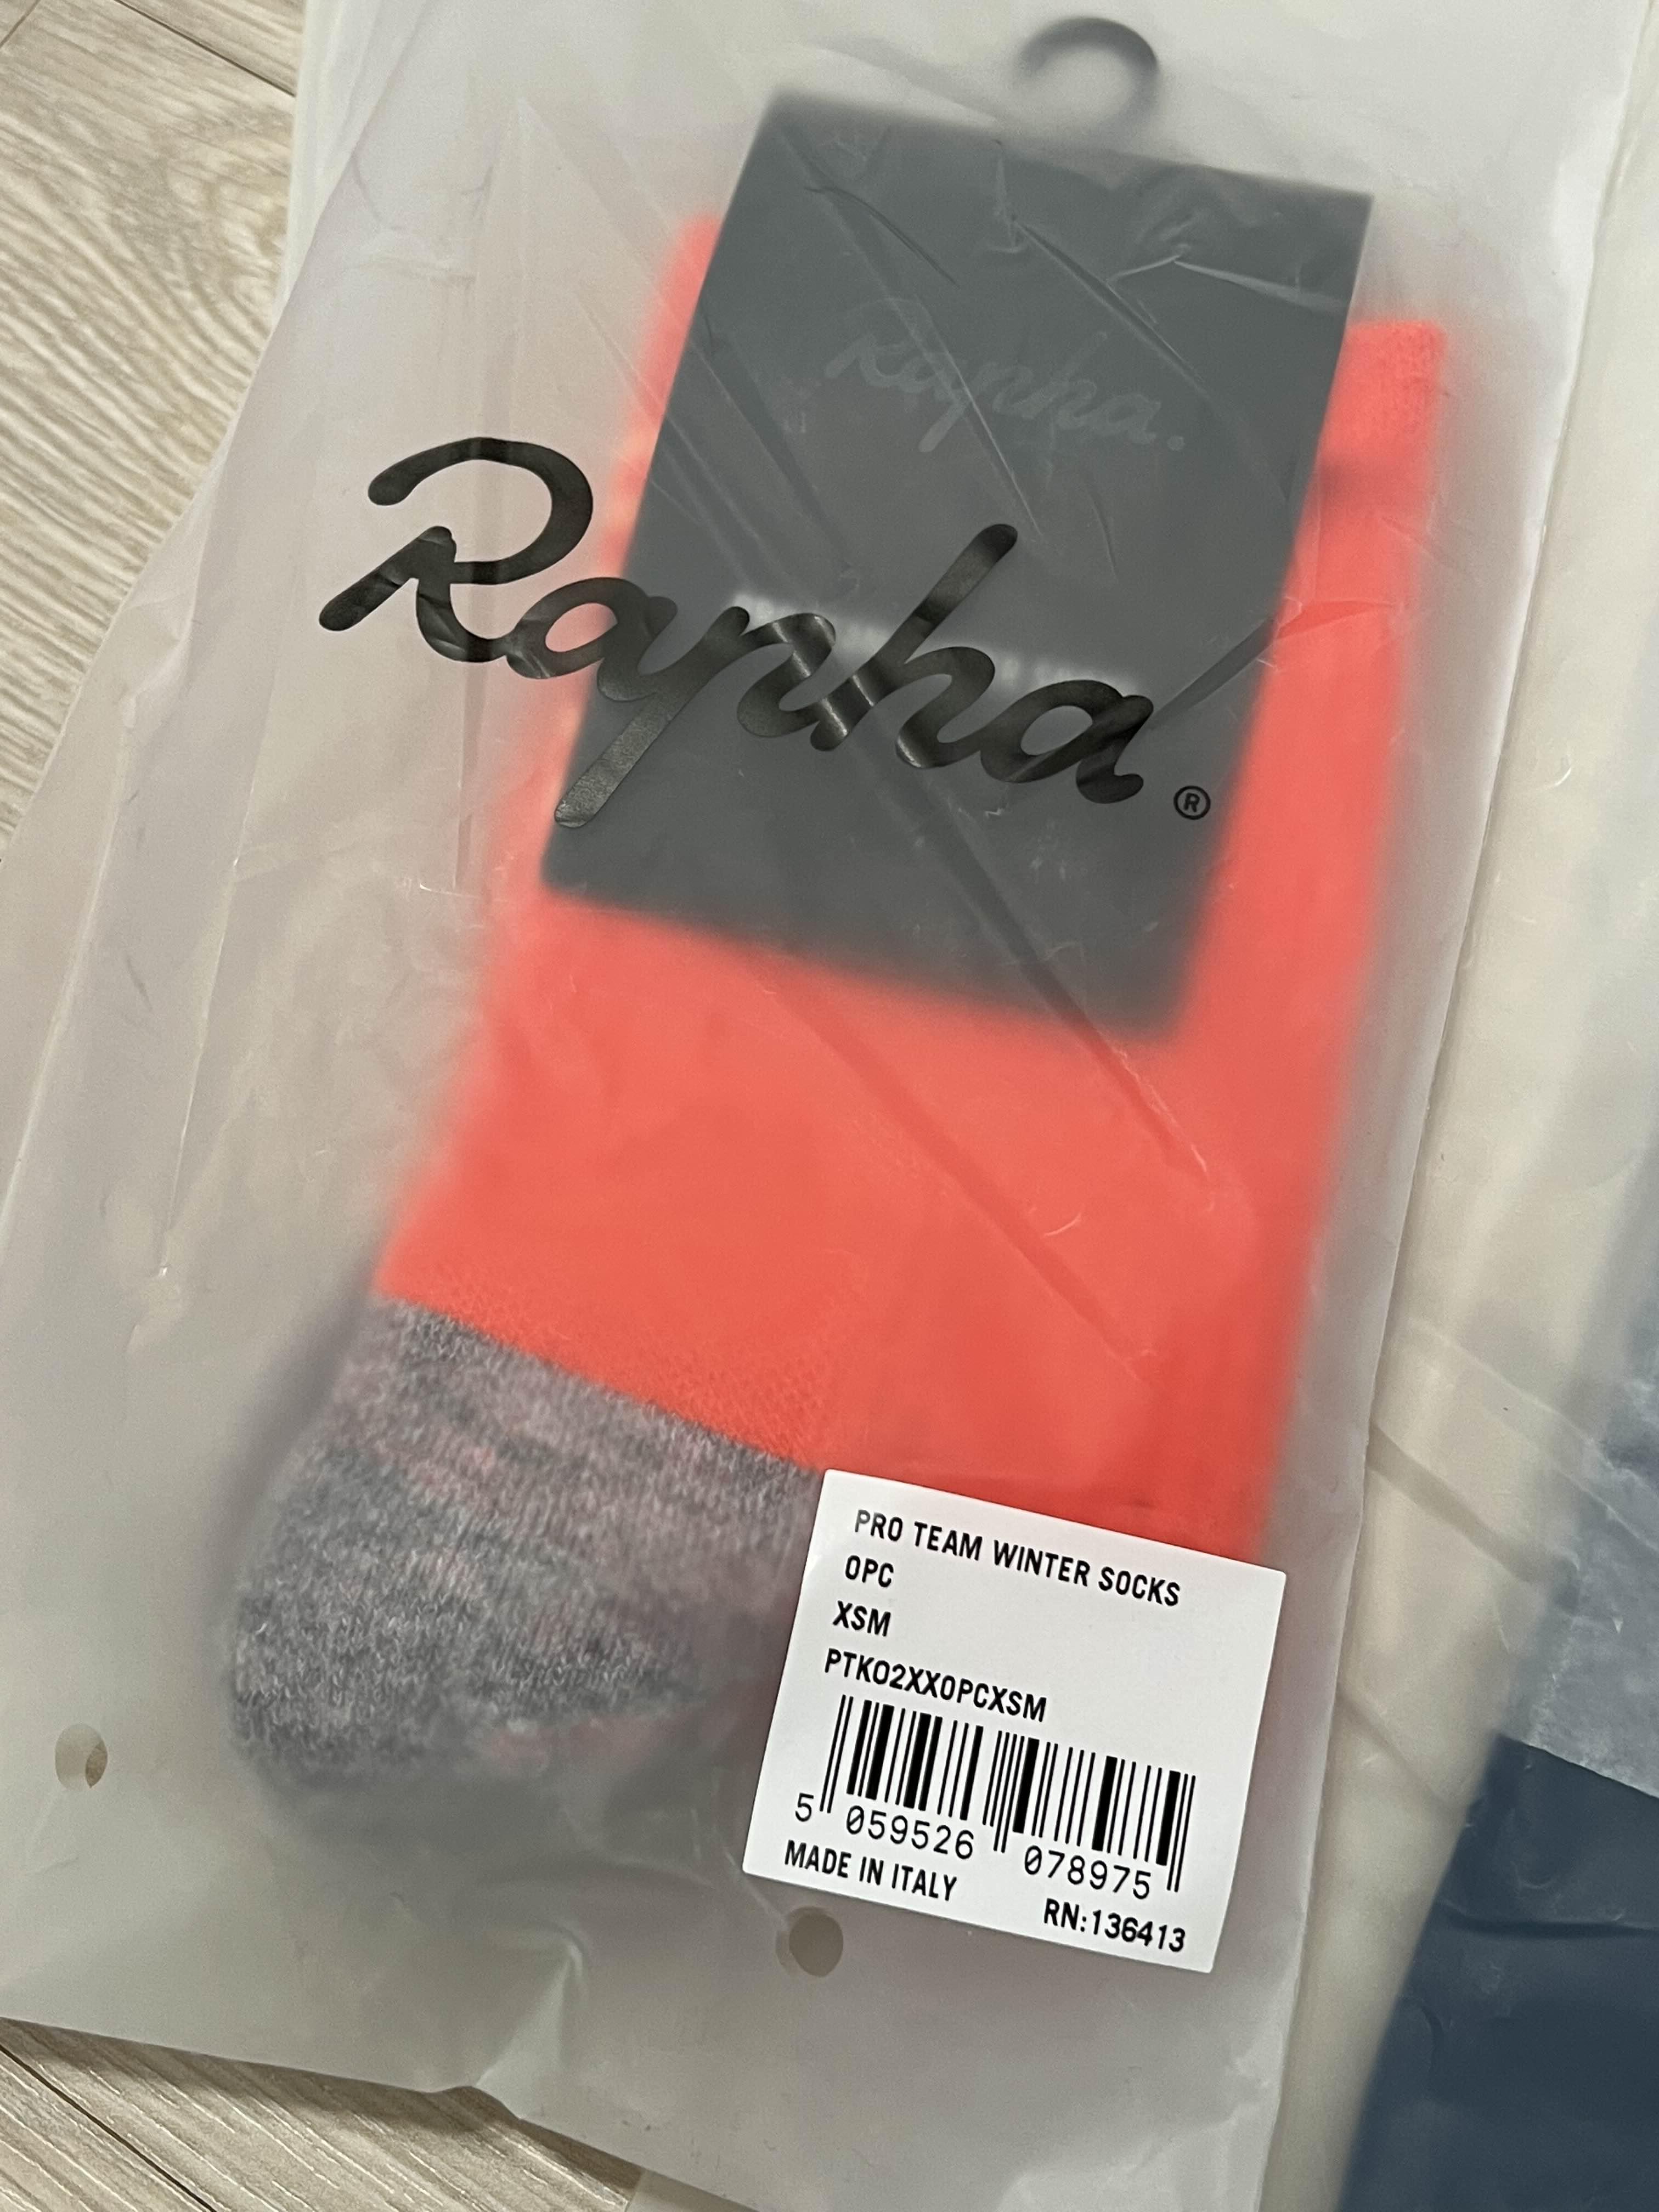 Rapha.
Rapha.®
PRO TEAM WINTER SOCKS
OPC
XSM
PTK02XXOPCXSM
5 059526 078975
MADE IN ITALY
RN:136413